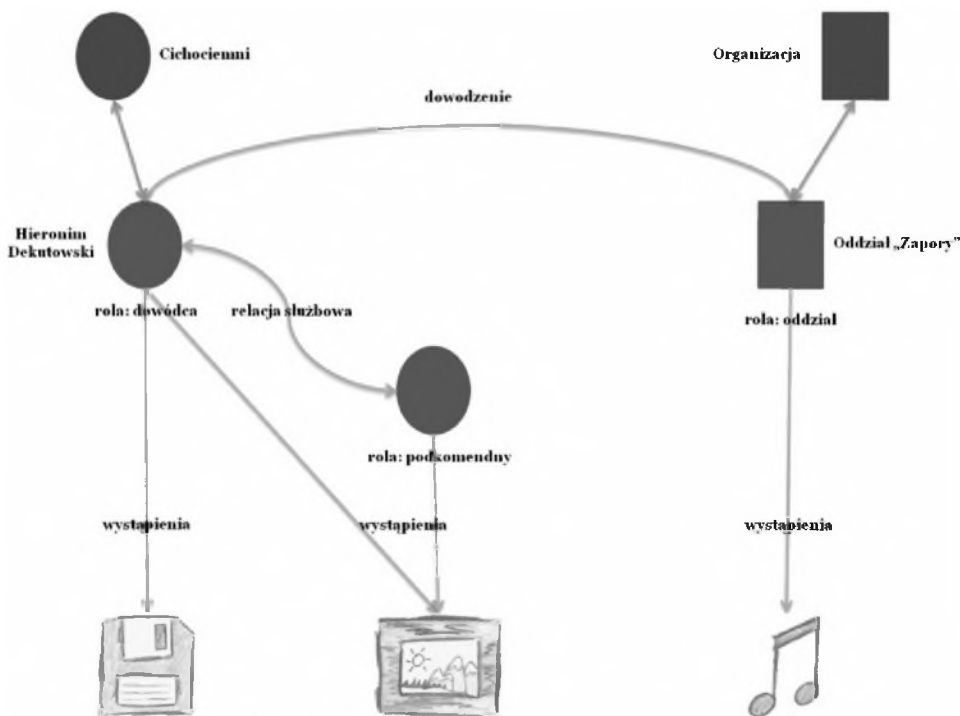 Cichociemni
Organizacja
dowodzenie
Hieronim
Dekutowski
Oddział „Zapory”
rola: dowódca
relacja służbowa
rola: oddział
rola: podkomendny
wystąpienia
wystąpienia
wystąpienia